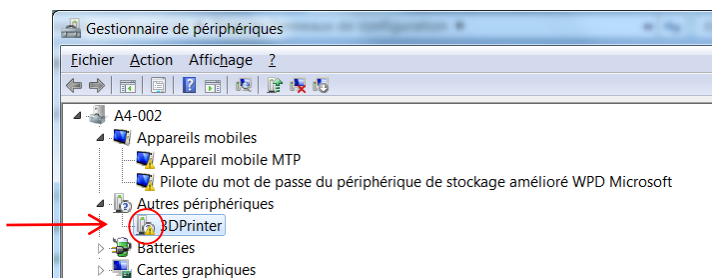 Gestionnaire de périphériques
Fichier Action Affichage ?
A4-002
Appareils mobiles
Appareil mobile MTP
Pilote du mot de passe du périphérique de stockage amélioré WPD Microsoft
Autres périphériques
3DPrinter
Batteries
Cartes graphiques